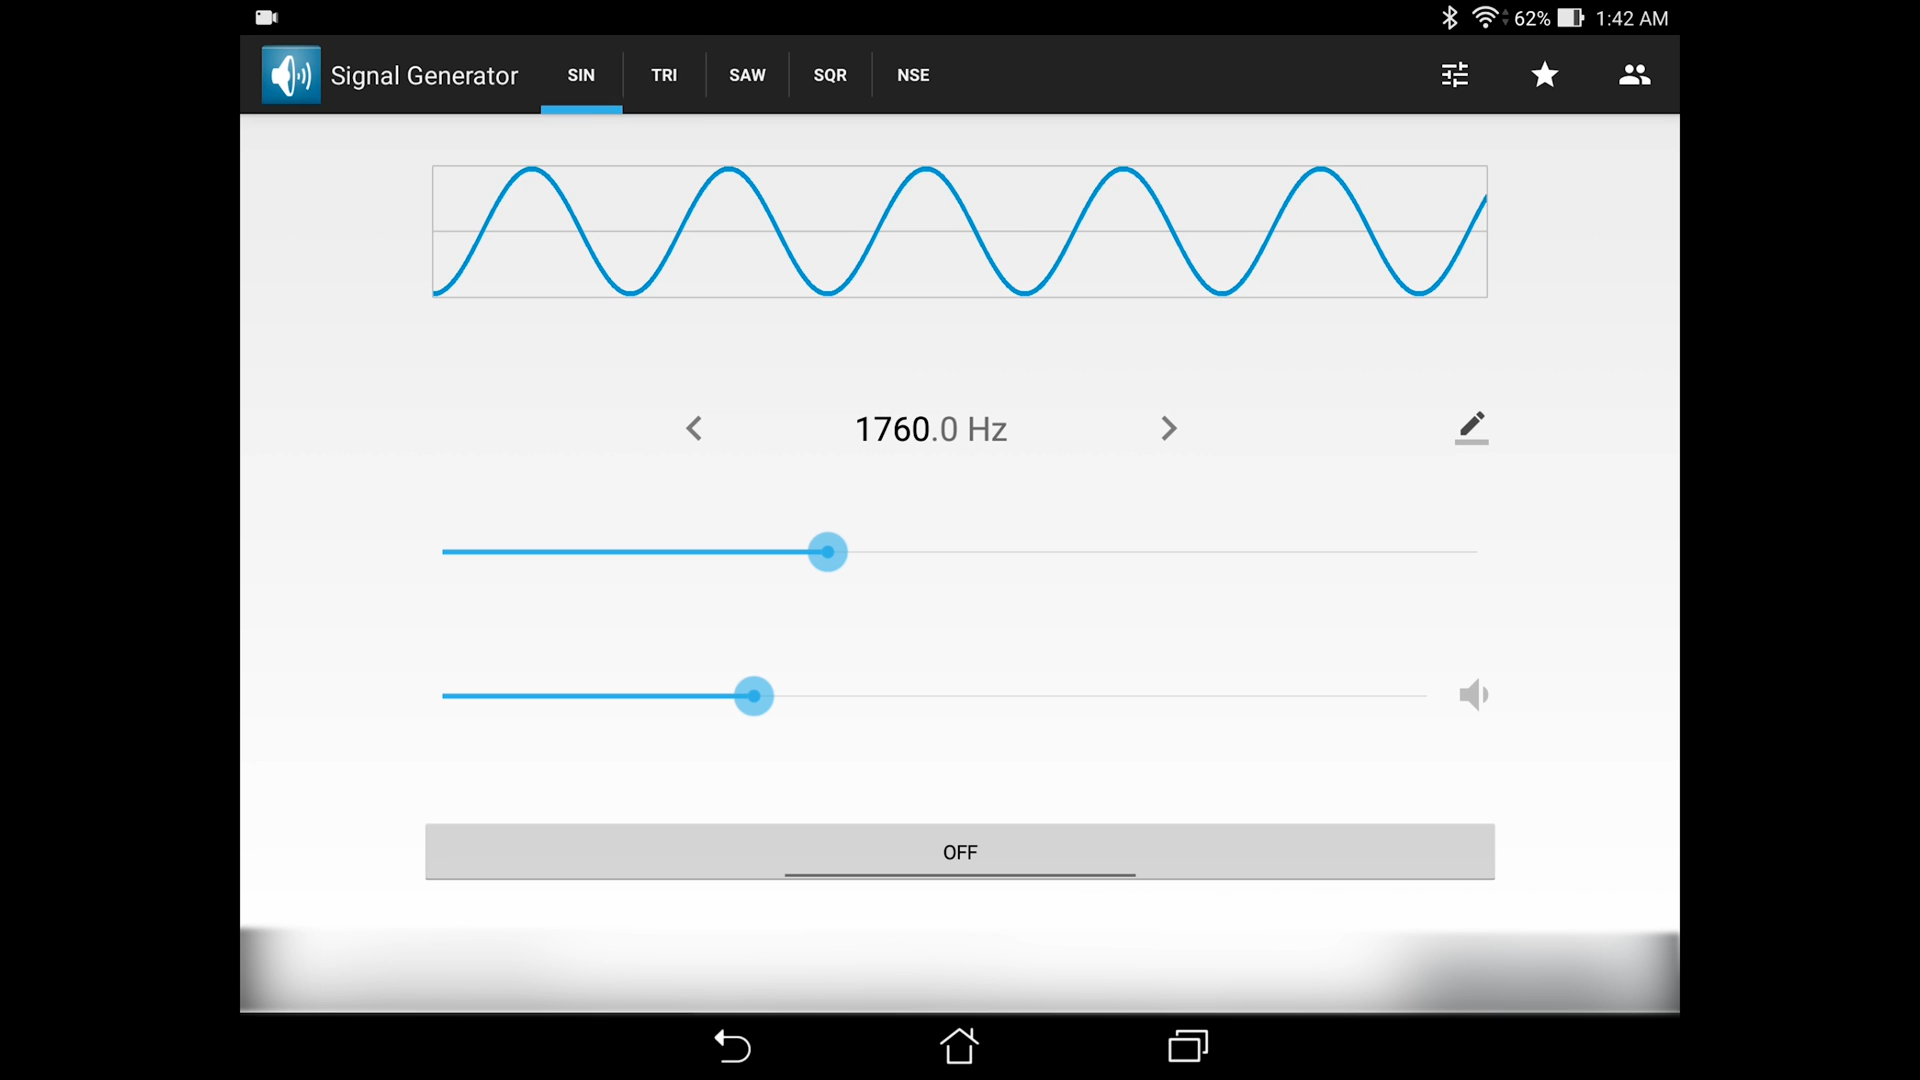 62% 1:42 AM
Signal Generator SIN TRI SAW SQR NSE
1760.0 Hz
OFF